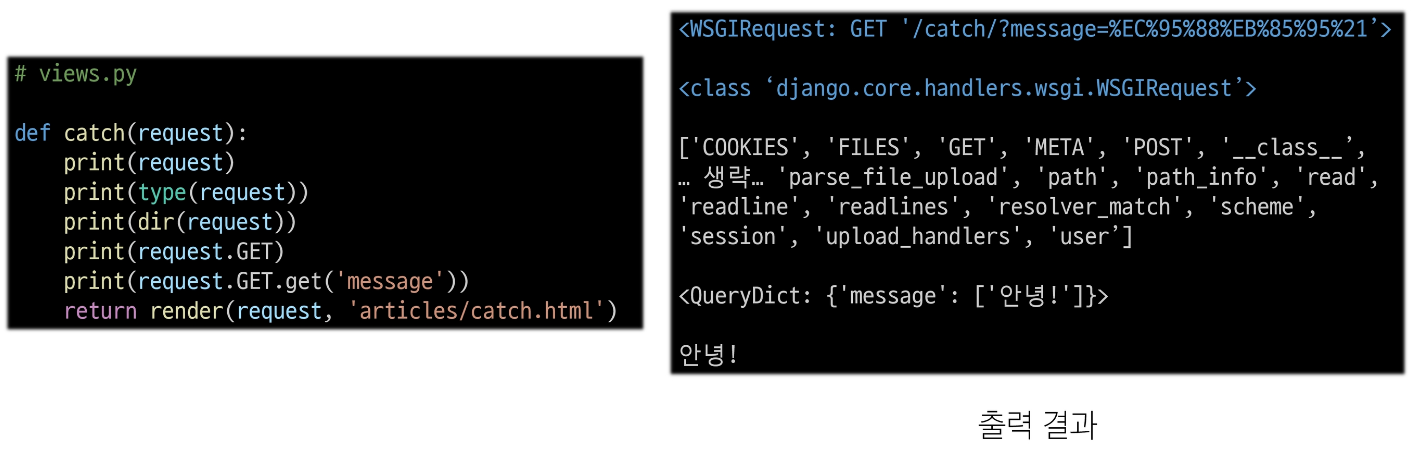 # views.py
def catch(request):
    print(request)
    print(type(request))
    print(dir(request))
    print(request.GET)
    print(request.GET.get('message'))
    return render(request, 'articles/catch.html')
<WSGIRequest: GET '/catch/?message=%EC%95%88%EB%85%95%21’>
<class ‘django.core.handlers.wsgi.WSGIRequest’>
['COOKIES', 'FILES', 'GET', 'META', 'POST', '__class__’,
… 생략… 'parse_file_upload', 'path', 'path_info', 'read',
'readline', 'readlines', 'resolver_match', 'scheme',
'session', 'upload_handlers', 'user’]
<QueryDict: {'message': ['안녕!']}>
안녕!
출력 결과